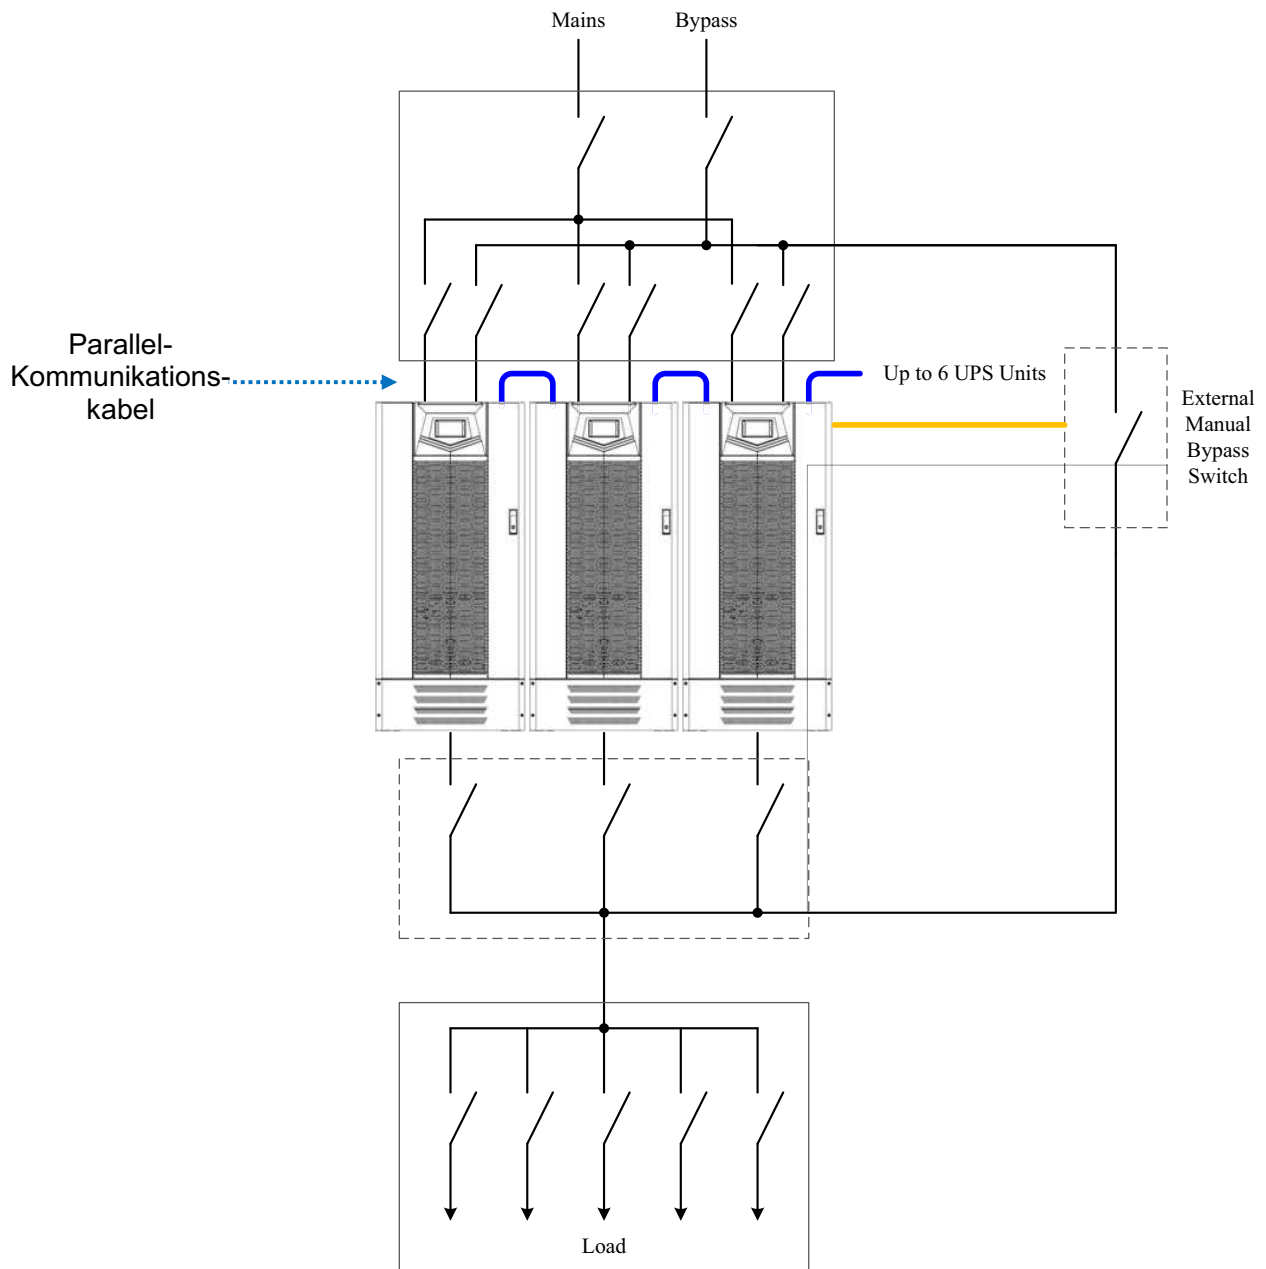 Mains
Bypass
Parallel-
Kommunikations-
kabel
Up to 6 UPS Units
External
Manual
Bypass
Switch
Load